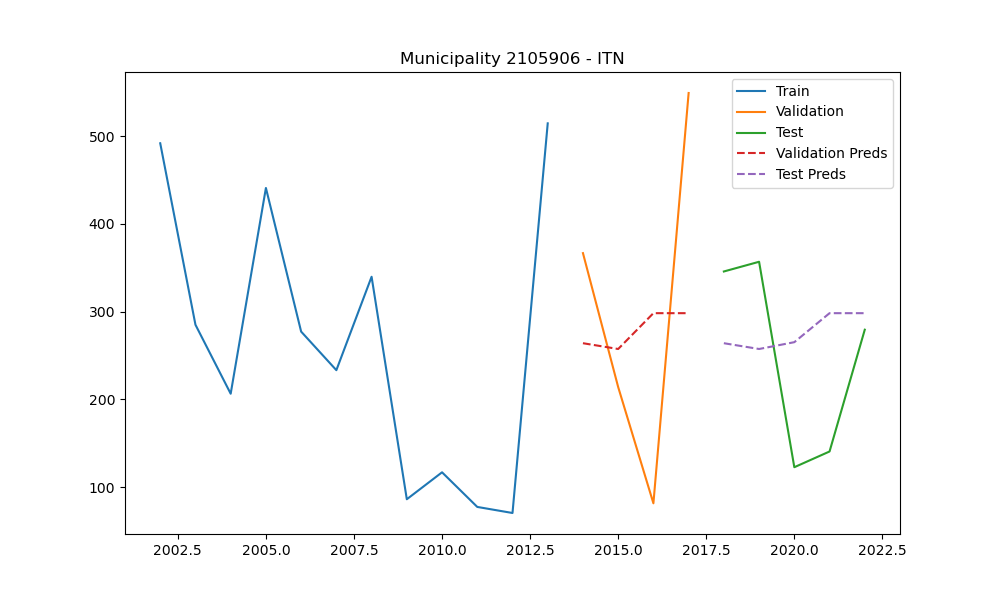 Municipality 2105906 - ITN
Train
Validation
Test
Validation Preds
Test Preds
500
400
300
200
100
2002.5 2005.0 2007.5 2010.0 2012.5 2015.0 2017.5 2020.0 2022.5